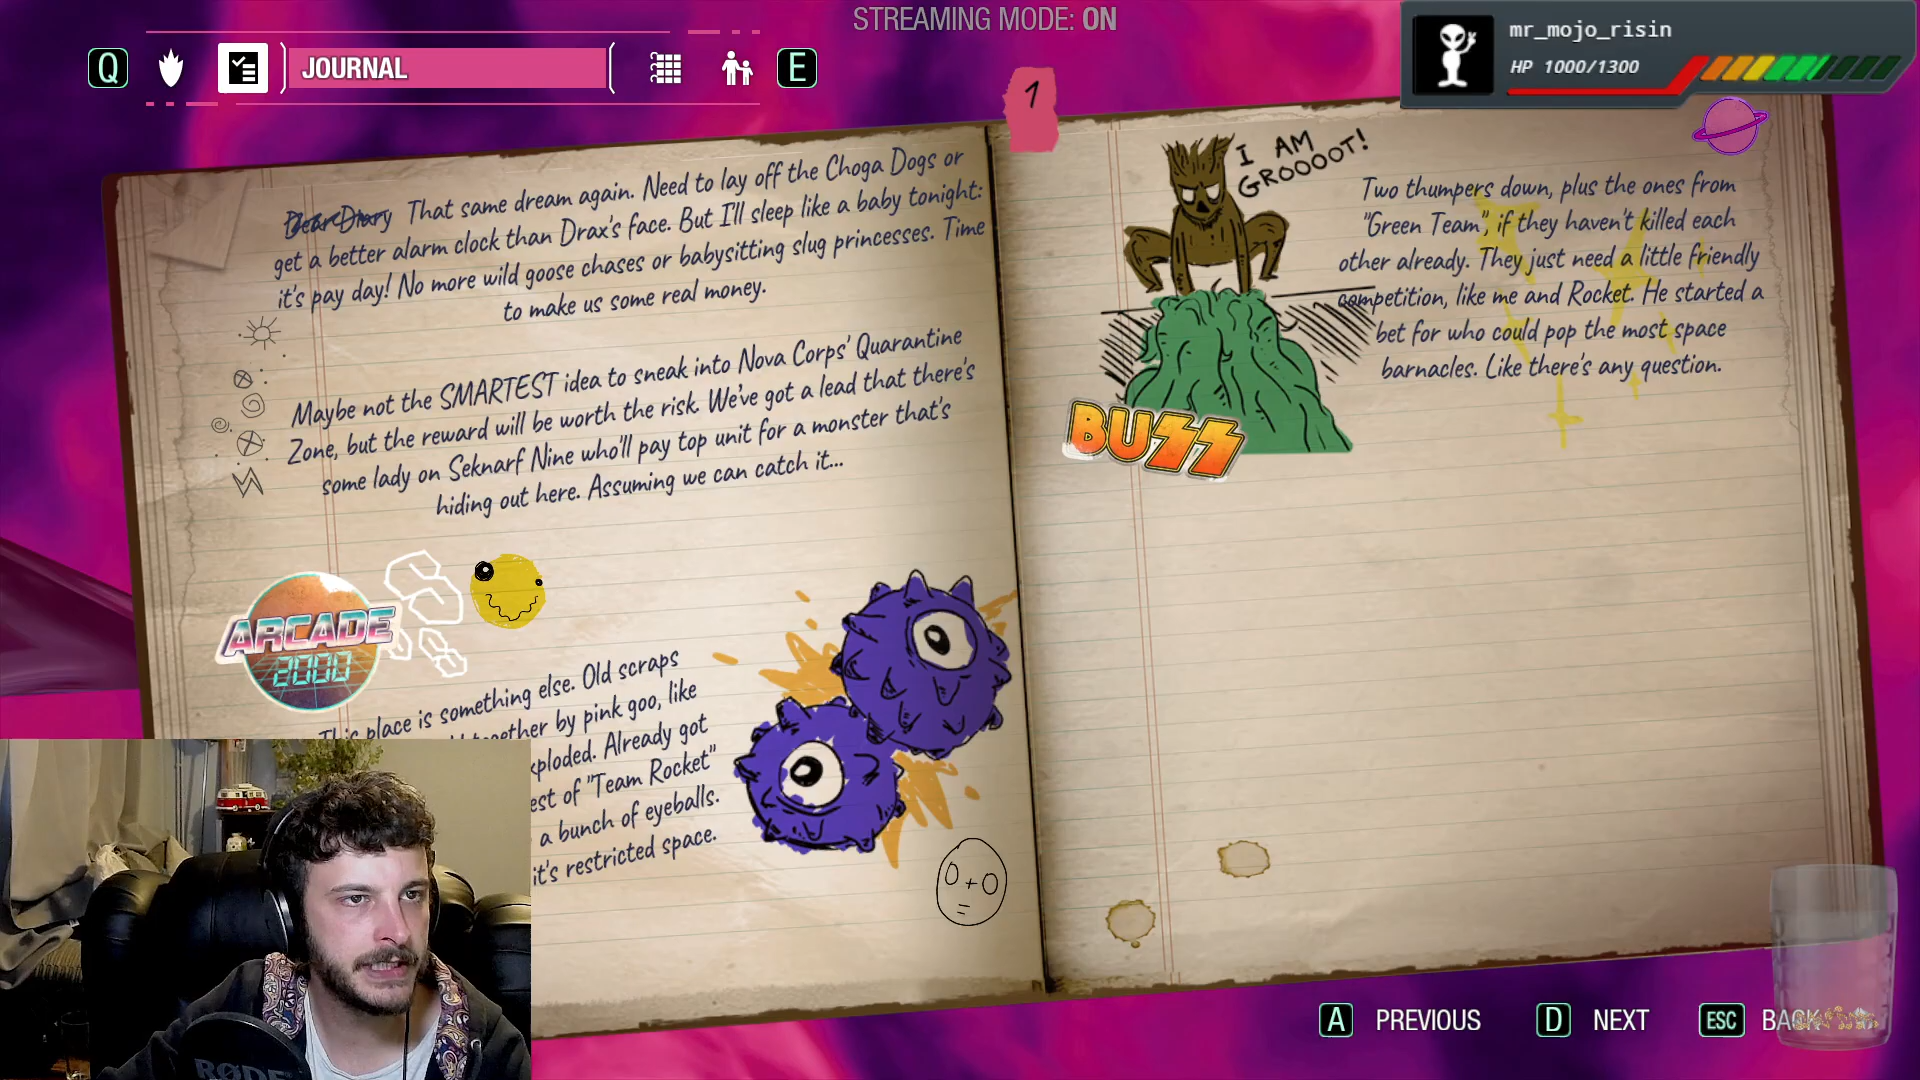 STREAMING MODE: ON
mr_mojo_risin
HP 1000/1300
Q
JOURNAL
E
1
Dear Diary That same dream again. Need to lay off the Choga Dogs or
get a better alarm clock than Drax's face. But I'll sleep like a baby tonight:
it's pay day! No more wild goose chases or babysitting slug princesses. Time
to make us some real money.
Maybe not the SMARTEST idea to sneak into Nova Corps' Quarantine
Zone, but the reward will be worth the risk. We've got a lead that there's
some lady on Seknarf Nine who'll pay top unit for a monster that's
hiding out here. Assuming we can catch it...
ARCADE
2000
This place is something else. Old scraps
together by pink goo, like
xploded. Already got
est of "Team Rocket"
a bunch of eyeballs.
it's restricted space.
I AM
GROOOOT!
BUZZ
Two thumpers down, plus the ones from
"Green Team", if they haven't killed each
other already. They just need a little friendly
competition, like me and Rocket. He started a
bet for who could pop the most space
barnacles. Like there's any question.
RØDE
A PREVIOUS
D NEXT
ESC BACK